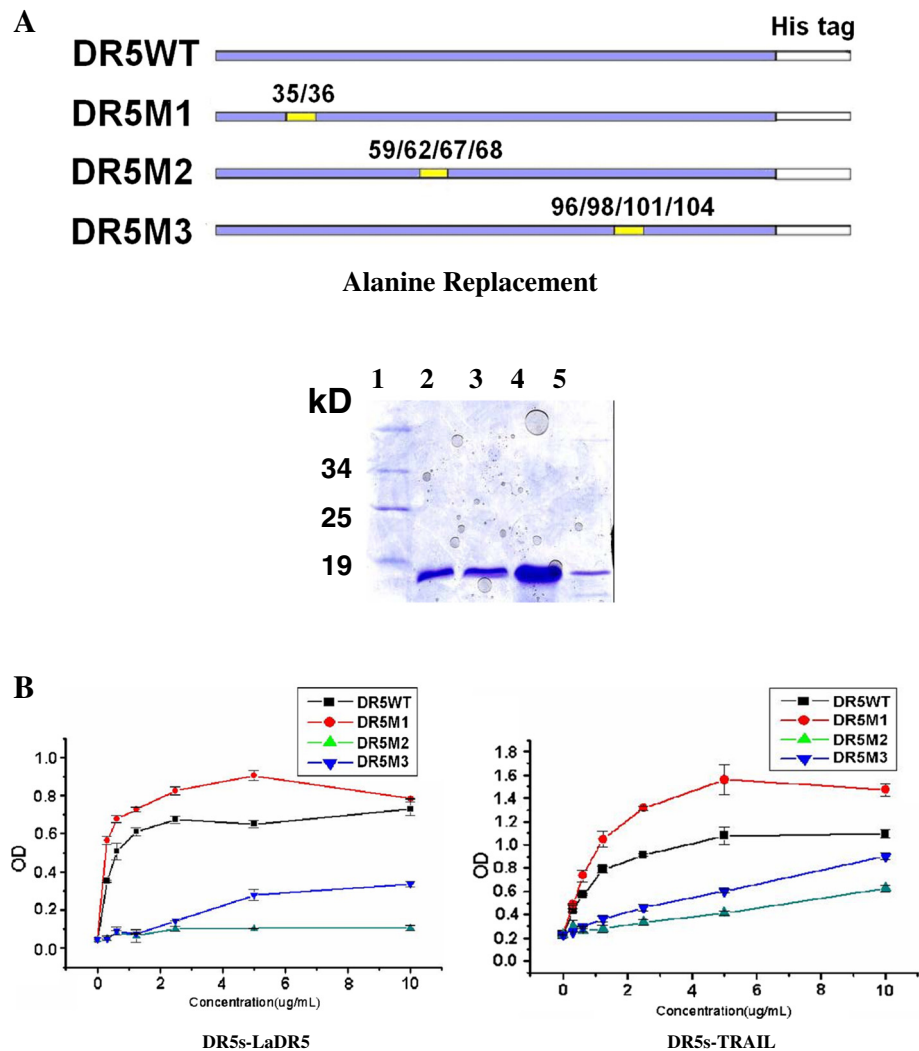 A
His tag
DR5WT
35/36
DR5M1
59/62/67/68
DR5M2
96/98/101/104
DR5M3
Alanine Replacement
1 2 3 4 5
kD
34
25
19
B
DR5WT
DR5M1
DR5M2
DR5M3
1.0
0.8
0.6
0.4
0.2
0.0
OD
0 2 4 6 8 10
Concentration(ug/mL)
DR5s-LaDR5
DR5WT
DR5M1
DR5M2
DR5M3
1.8
1.6
1.4
1.2
1.0
0.8
0.6
0.4
0.2
0.0
OD
0 2 4 6 8 10
Concentration(ug/mL)
DR5s-TRAIL